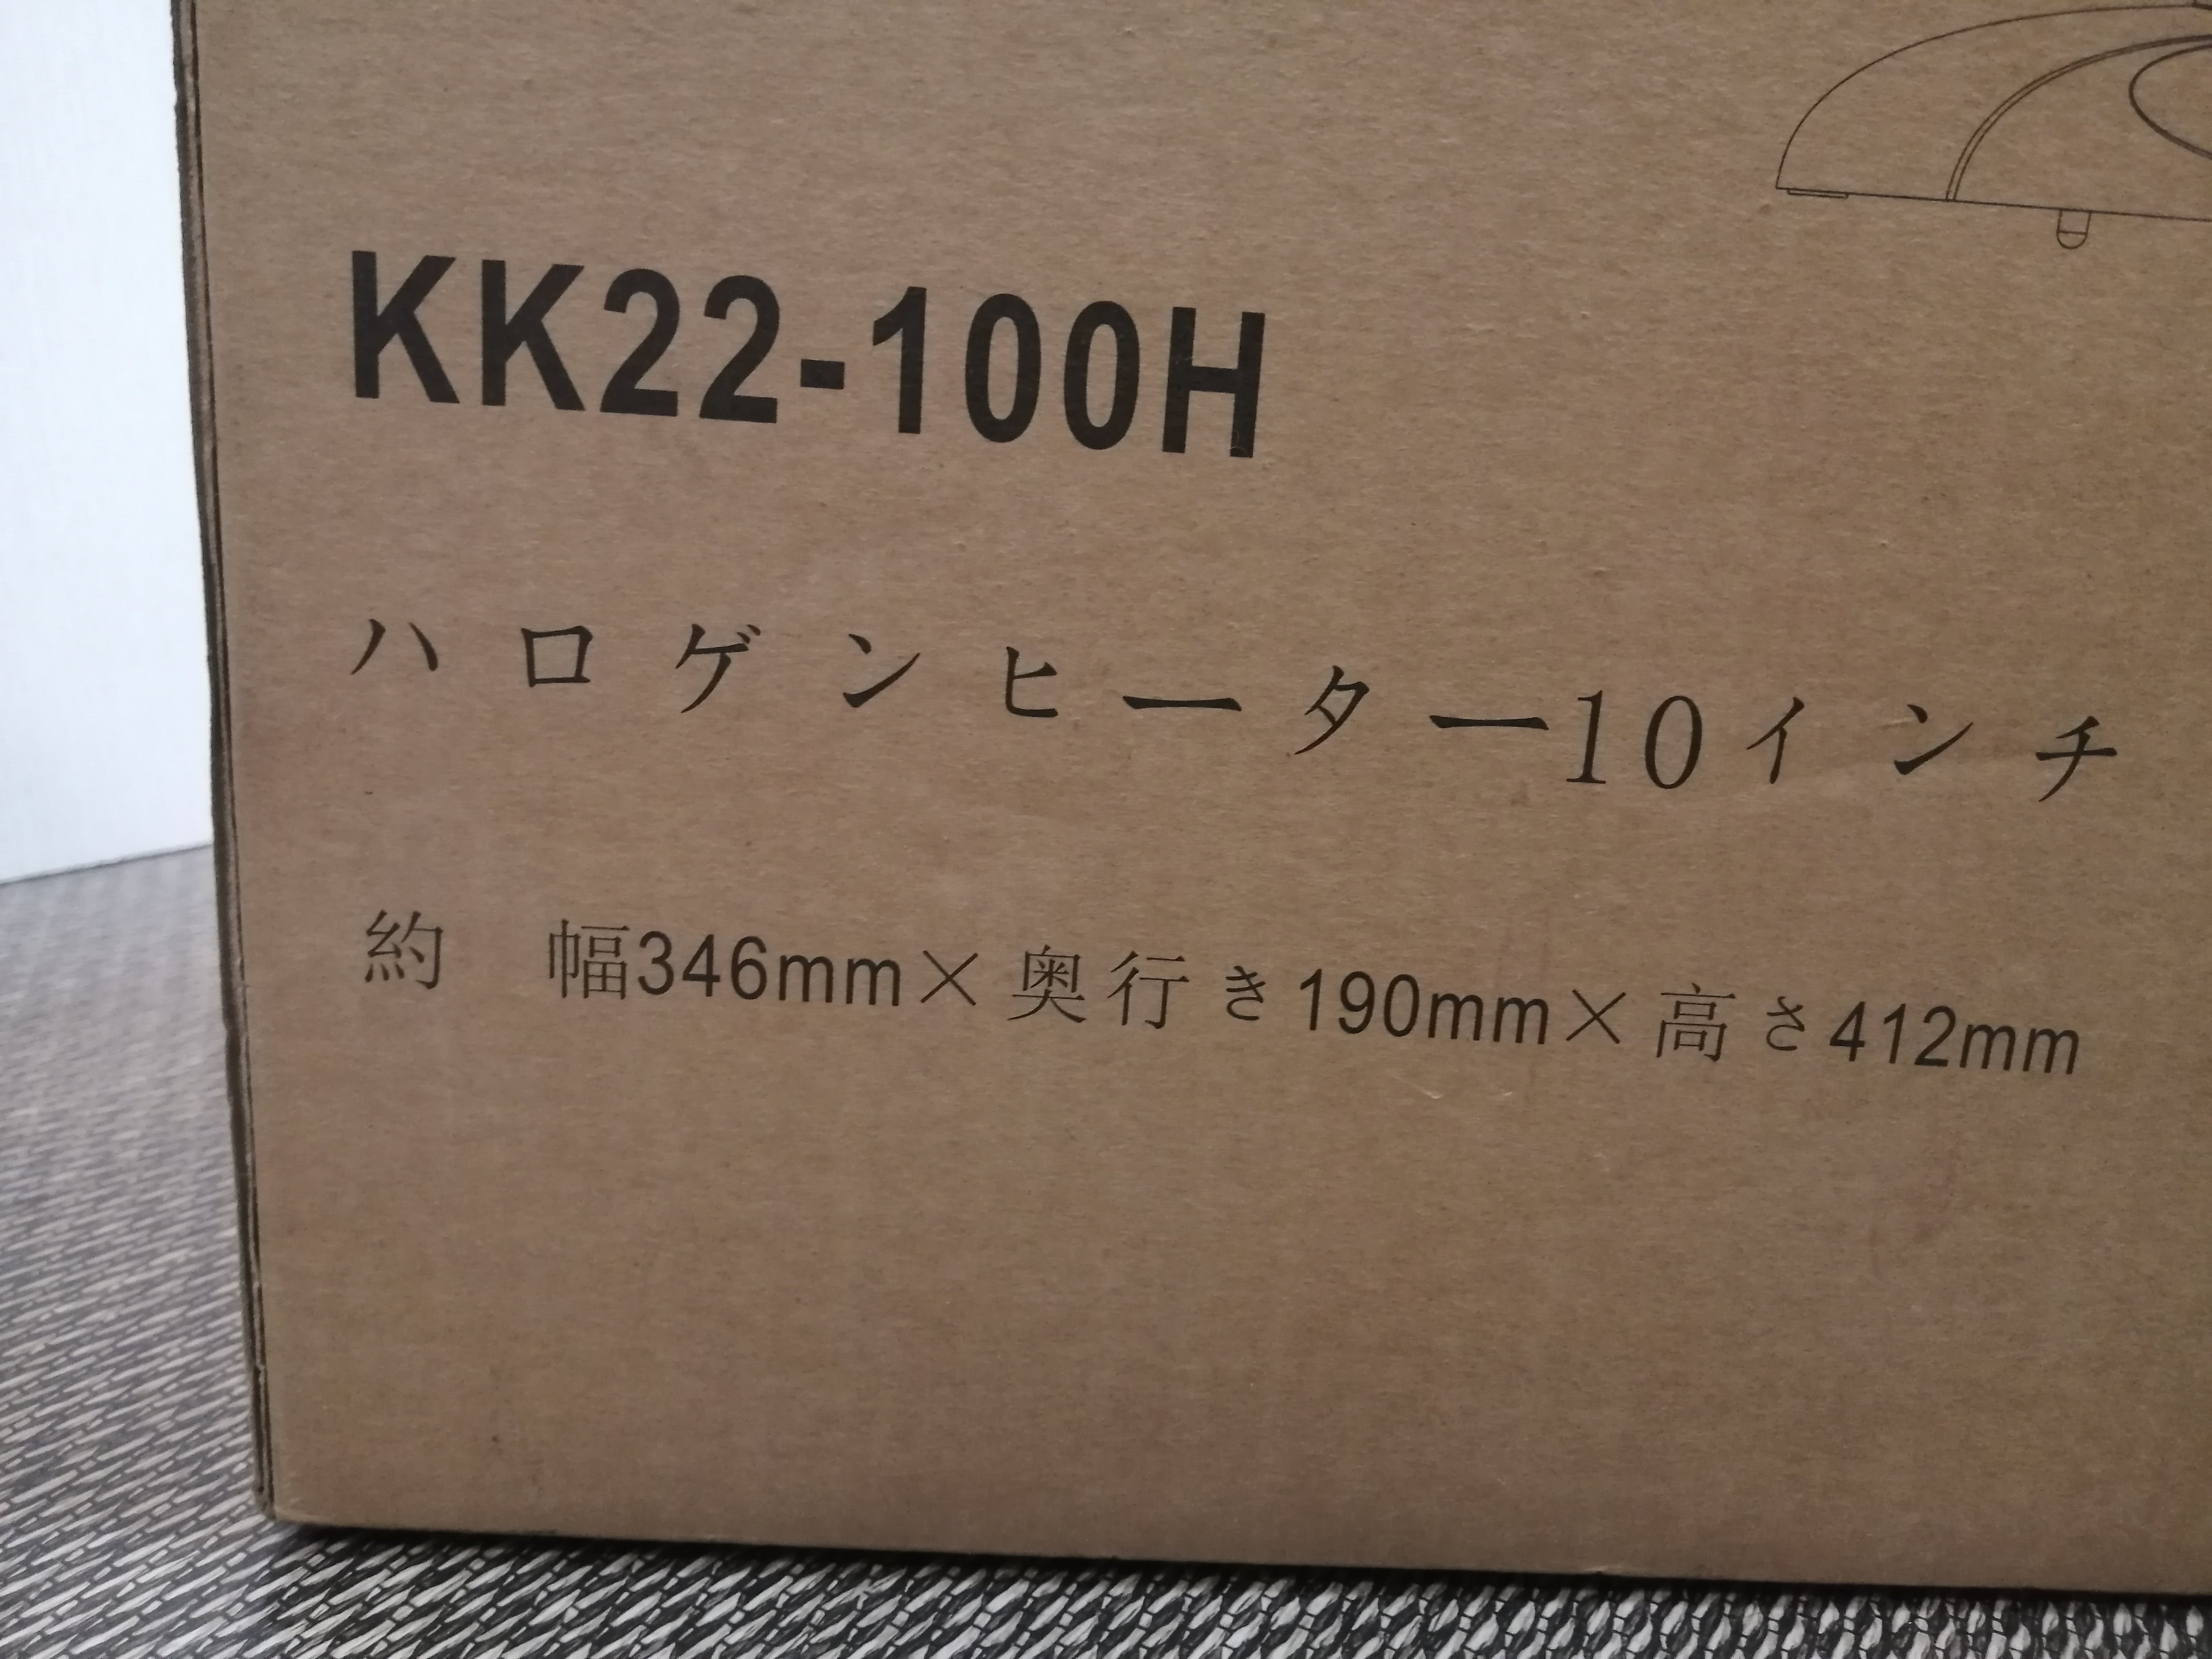 KK22-100H
ハロゲンヒーター10インチ
約　幅346mm×奥行き190mm×高さ412mm